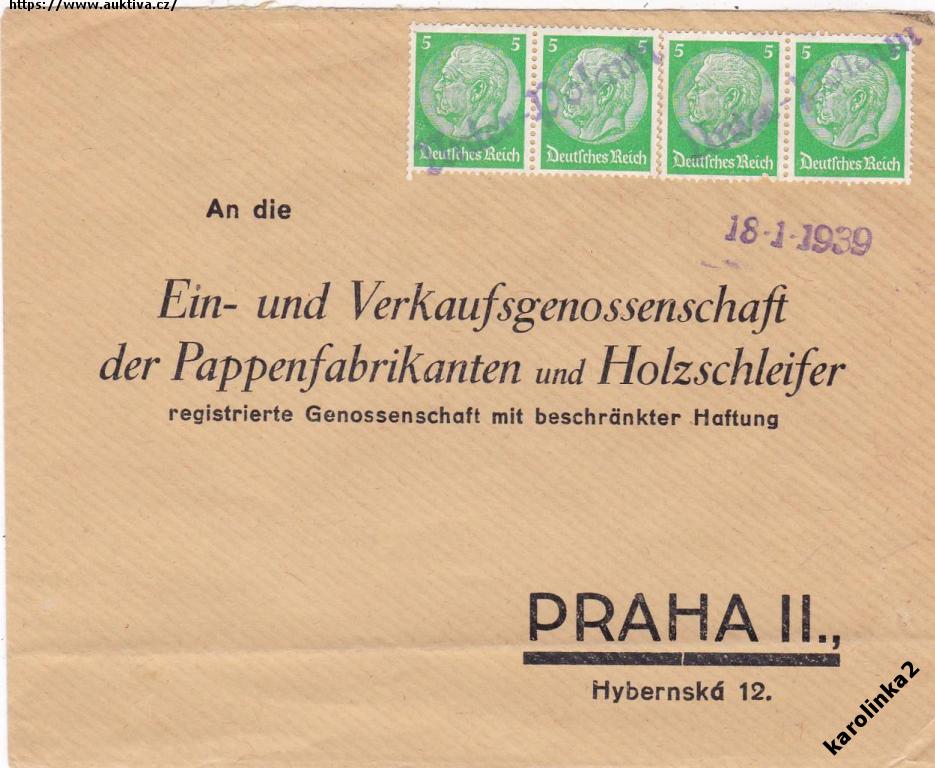 https://www.auktiva.cz/
5 5 5 5 5 5 5 5
Deutsches Reich Deutsches Reich Deutsches Reich Deutsches Reich
18-1-1939
An die
Ein- und Verkaufsgenossenschaft
der Pappenfabrikanten und Holzschleifer
registrierte Genossenschaft mit beschränkter Haftung
PRAHA II.,
Hybernská 12.
karolinka2